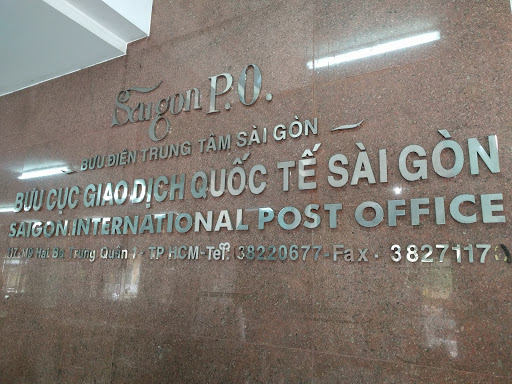 Saigon P.O.
BƯU ĐIỆN TRUNG TÂM SÀI GÒN
BƯU CỤC GIAO DỊCH QUỐC TẾ SÀI GÒN
SAIGON INTERNATIONAL POST OFFICE
Hai Bà Trưng Quận 1 - TP HCM-Tel: 38220677-Fax · 38271178